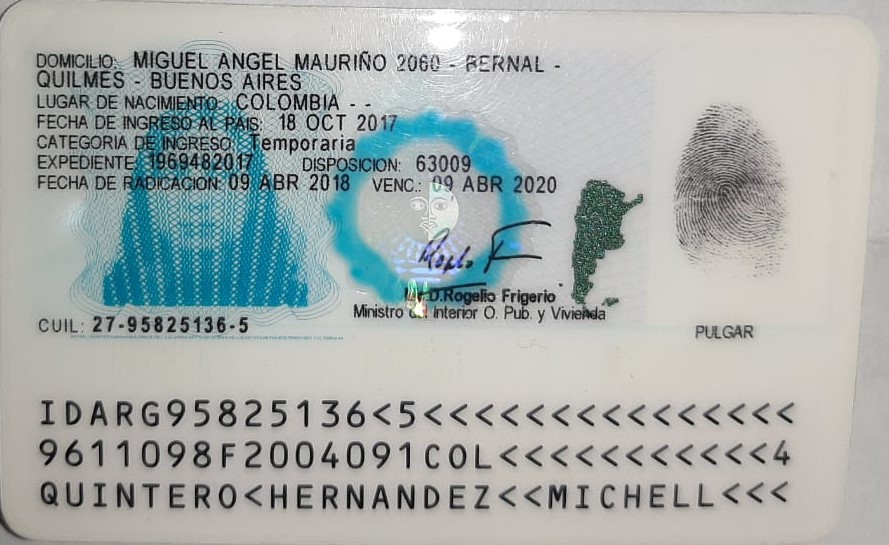 DOMICILIO: MIGUEL ANGEL MAURIÑO 2060 - BERNAL -
QUILMES - BUENOS AIRES
LUGAR DE NACIMIENTO: COLOMBIA - -
FECHA DE INGRESO AL PAIS: 18 OCT 2017
CATEGORIA DE INGRESO: Temporaria
EXPEDIENTE: 1969482017 DISPOSICION: 63009
FECHA DE RADICACION: 09 ABR 2018 VENC.: 09 ABR 2020
D.Rogelio Frigerio
Ministro del Interior O. Pub. y Vivienda
CUIL: 27-95825136-5
PULGAR
IDARG95825136<5<<<<<<<<<<<<<<<
9611098F2004091COL<<<<<<<<<<<4
QUINTERO<HERNANDEZ<<MICHELL<<<